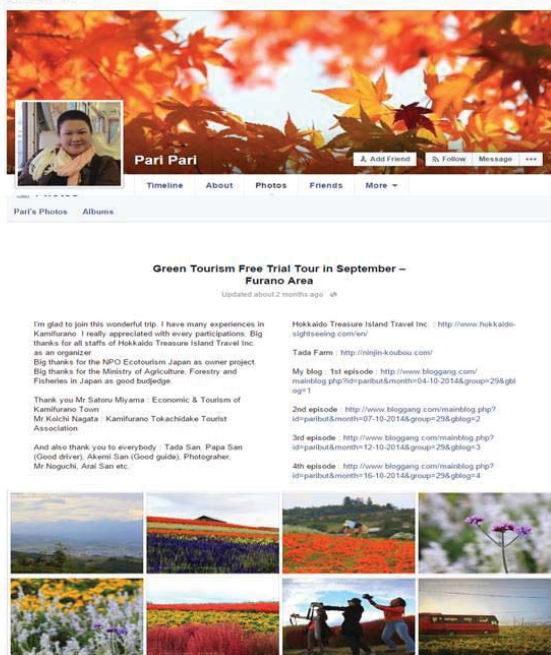 Pari Pari
Add Friend Follow Message
Timeline About Photos Friends More
Pari's Photos Albums
Green Tourism Free Trial Tour in September –
Furano Area
Updated about 2 months ago
I'm glad to join this wonderful trip. I have many experiences in
Kamifurano. I really appreciated with every participations. Big
thanks for all staffs of Hokkaido Treasure Island Travel Inc.
as an organizer.
Big thanks for the NPO Ecotourism Japan as owner project.
Big thanks for the Ministry of Agriculture, Forestry and
Fisheries in Japan as good budjedge.
Thank you Mr Satoru Miyama : Economic & Tourism of
Kamifurano Town
Mr Koichi Nagata : Kamifurano Tokachidake Tourist
Association
And also thank you to everybody : Tada San, Papa San
(Good driver), Akemi San (Good guide), Photograher,
Mr Noguchi, Arai San etc.
Hokkaido Treasure Island Travel Inc. : http://www.hokkaido-
sightseeing.com/en/
Tada Farm : http://ninjin-koubou.com/
My blog : 1st episode : http://www.bloggang.com/
mainblog.php?id=paribut&month=04-10-2014&group=29&gbl
og=1
2nd episode : http://www.bloggang.com/mainblog.php?
id=paribut&month=07-10-2014&group=29&gblog=2
3rd episode : http://www.bloggang.com/mainblog.php?
id=paribut&month=12-10-2014&group=29&gblog=3
4th episode : http://www.bloggang.com/mainblog.php?
id=paribut&month=16-10-2014&group=29&gblog=4